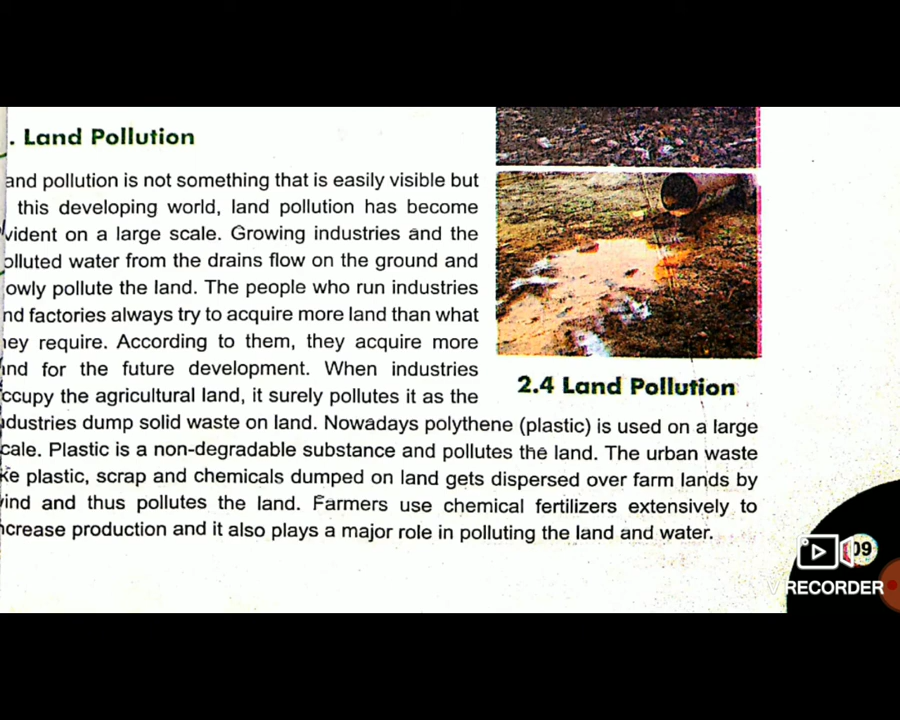 . Land Pollution
and pollution is not something that is easily visible but
this developing world, land pollution has become
vident on a large scale. Growing industries and the
olluted water from the drains flow on the ground and
owly pollute the land. The people who run industries
nd factories always try to acquire more land than what
ey require. According to them, they acquire more
nd for the future development. When industries
ccupy the agricultural land, it surely pollutes it as the
dustries dump solid waste on land. Nowadays polythene (plastic) is used on a large
cale. Plastic is a non-degradable substance and pollutes the land. The urban waste
ke plastic, scrap and chemicals dumped on land gets dispersed over farm lands by
ind and thus pollutes the land. Farmers use chemical fertilizers extensively to
crease production and it also plays a major role in polluting the land and water.
2.4 Land Pollution
09
V RECORDER